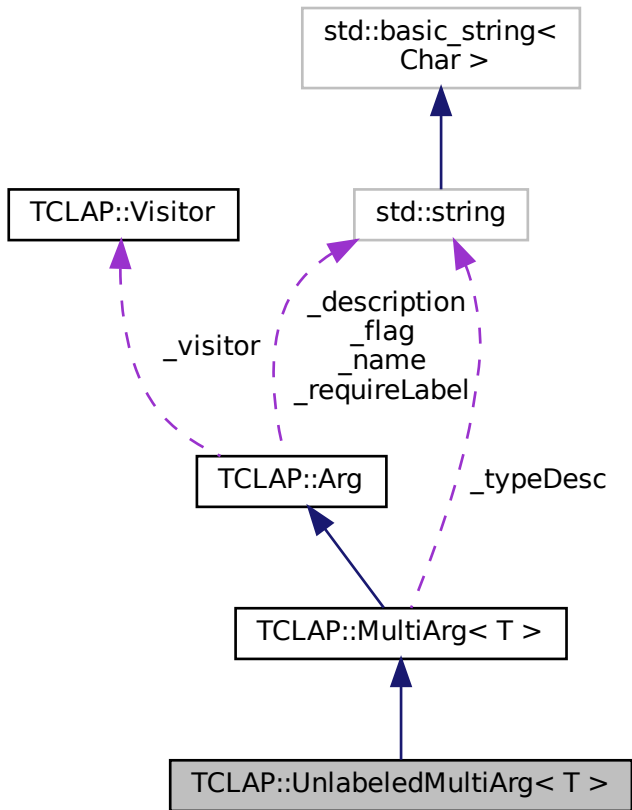 std::basic_string<
Char >
TCLAP::Visitor
std::string
_description
_flag
_visitor
_name
_requireLabel
TCLAP::Arg
_typeDesc
TCLAP::MultiArg< T >
TCLAP::UnlabeledMultiArg< T >